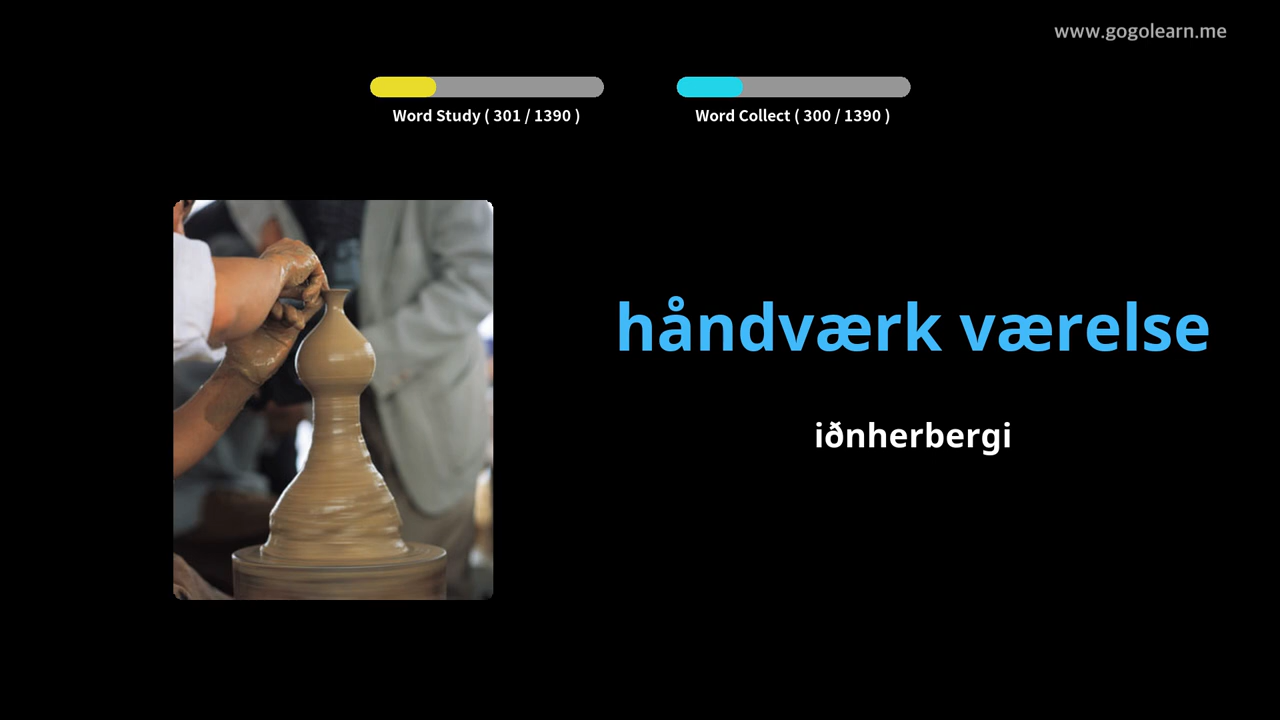 www.gogolearn.me
Word Study ( 301 / 1390 )
Word Collect ( 300 / 1390 )
håndværk værelse
iðnherbergi